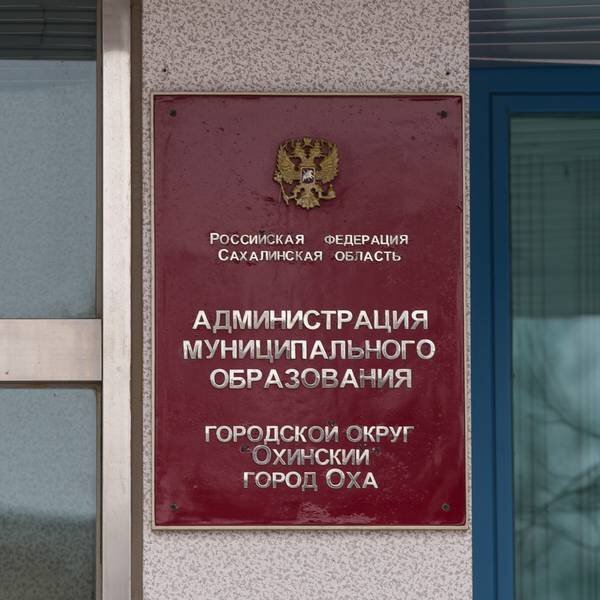 Российская федерация
Сахалинская область
АДМИНИСТРАЦИЯ
МУНИЦИПАЛЬНОГО
ОБРАЗОВАНИЯ
ГОРОДСКОЙ ОКРУГ
"Охинский"
ГОРОД ОХА